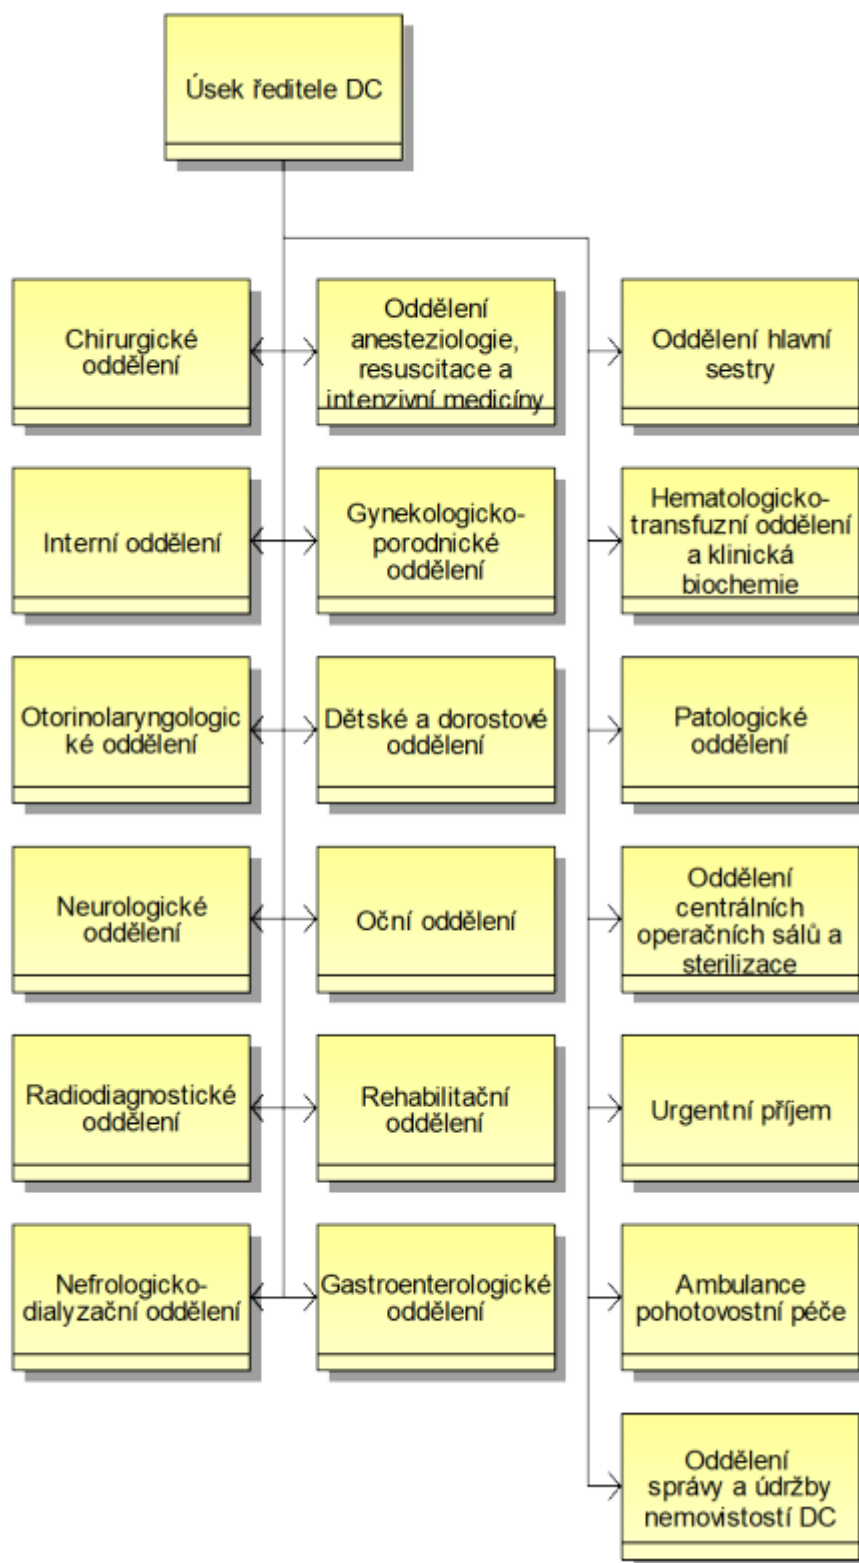 Úsek ředitele DC
Chirurgické
oddělení
Oddělení
anesteziologie,
resuscitace a
intenzivní medicíny
Oddělení hlavní
sestry
Interní oddělení
Gynekologicko-
porodnické
oddělení
Hematologicko-
transfuzní oddělení
a klinická
biochemie
Otorinolaryngologic
ké oddělení
Dětské a dorostové
oddělení
Patologické
oddělení
Neurologické
oddělení
Oční oddělení
Oddělení
centrálních
operačních sálů a
sterilizace
Radiodiagnostické
oddělení
Rehabilitační
oddělení
Urgentní příjem
Nefrologicko-
dialyzační oddělení
Gastroenterologické
oddělení
Ambulance
pohotovostní péče
Oddělení
správy a údržby
nemovistostí DC